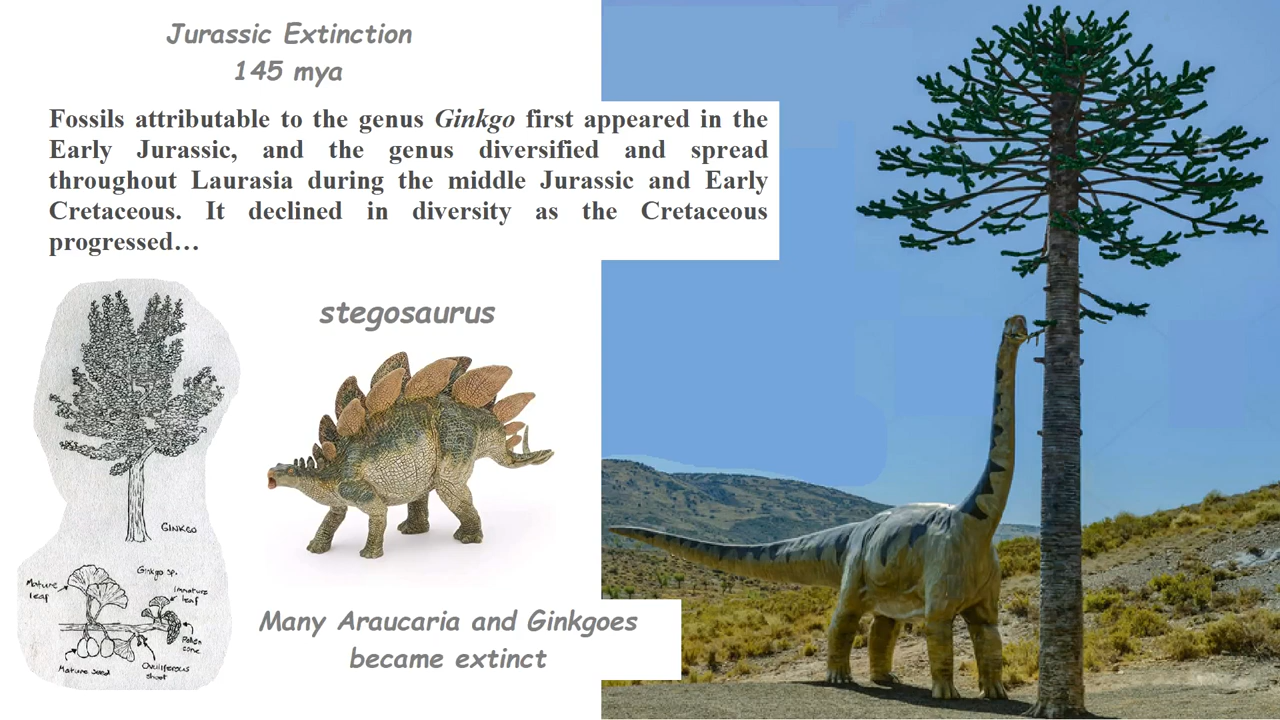 Jurassic Extinction
145 mya
Fossils attributable to the genus Ginkgo first appeared in the
Early Jurassic, and the genus diversified and spread
throughout Laurasia during the middle Jurassic and Early
Cretaceous. It declined in diversity as the Cretaceous
progressed…
stegosaurus
GINKGO
Ginkgo sp.
Mature
leaf
Immature
leaf
Pollen
cone
Mature seed
Ovuliferous
shoot
Many Araucaria and Ginkgoes
became extinct